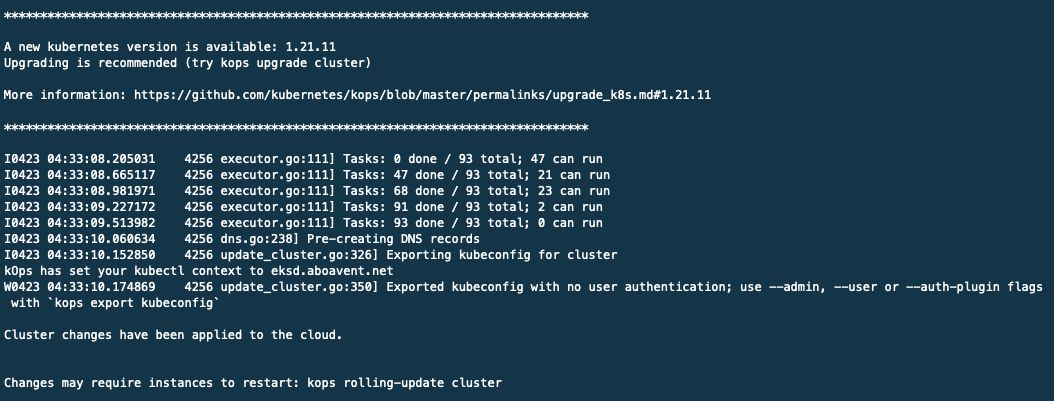 *********************************************************************************
A new kubernetes version is available: 1.21.11
Upgrading is recommended (try kops upgrade cluster)
More information: https://github.com/kubernetes/kops/blob/master/permalinks/upgrade_k8s.md#1.21.11
*********************************************************************************
I0423 04:33:08.205031    4256 executor.go:111] Tasks: 0 done / 93 total; 47 can run
I0423 04:33:08.665117    4256 executor.go:111] Tasks: 47 done / 93 total; 21 can run
I0423 04:33:08.981971    4256 executor.go:111] Tasks: 68 done / 93 total; 23 can run
I0423 04:33:09.227172    4256 executor.go:111] Tasks: 91 done / 93 total; 2 can run
I0423 04:33:09.513982    4256 executor.go:111] Tasks: 93 done / 93 total; 0 can run
I0423 04:33:10.060634    4256 dns.go:238] Pre-creating DNS records
I0423 04:33:10.152850    4256 update_cluster.go:326] Exporting kubeconfig for cluster
kOps has set your kubectl context to eksd.aboavent.net
W0423 04:33:10.174869    4256 update_cluster.go:350] Exported kubeconfig with no user authentication; use --admin, --user or --auth-plugin flags
with `kops export kubeconfig`
Cluster changes have been applied to the cloud.
Changes may require instances to restart: kops rolling-update cluster